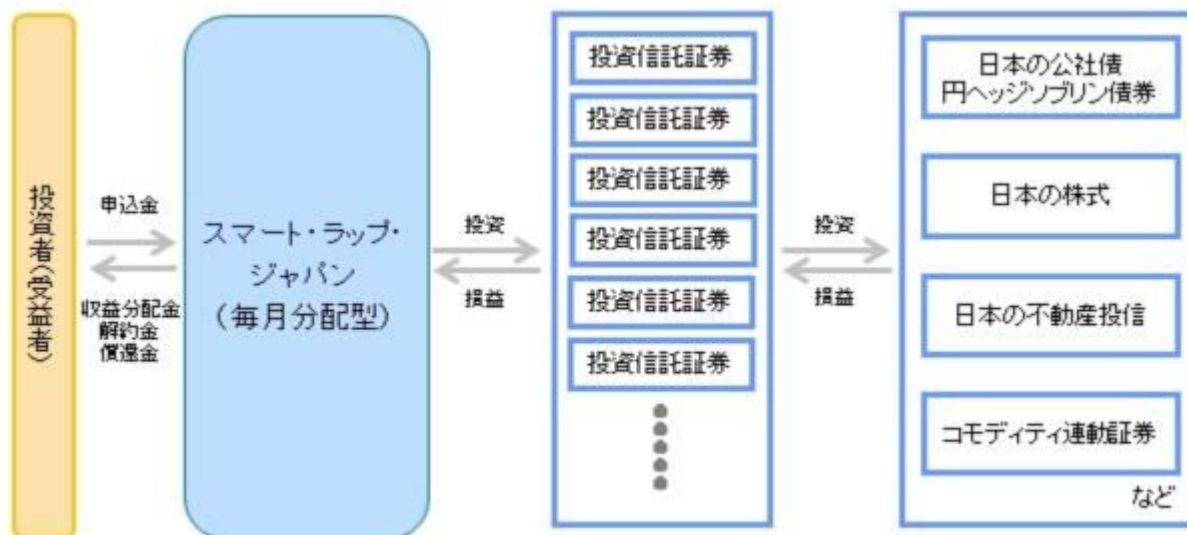 投資者(受益者)
申込金
収益分配金
解約金
償還金
スマート・ラップ・
ジャパン
(毎月分配型)
投資
損益
投資信託証券
投資信託証券
投資信託証券
投資信託証券
投資信託証券
投資信託証券
投資
損益
日本の公社債
円ヘッジソブリン債券
日本の株式
日本の不動産投信
コモディティ連動証券
など